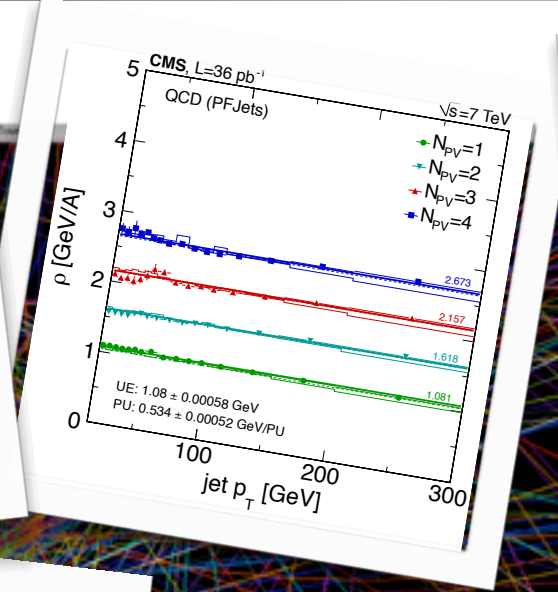 CMS, L=36 pb⁻¹
√s=7 TeV
QCD (PFJets)
N_PV=1
N_PV=2
N_PV=3
N_PV=4
5
4
3
2
1
0
ρ [GeV/A]
2.673
2.157
1.618
1.081
UE: 1.08 ± 0.00058 GeV
PU: 0.534 ± 0.00052 GeV/PU
100
200
300
jet p_T [GeV]